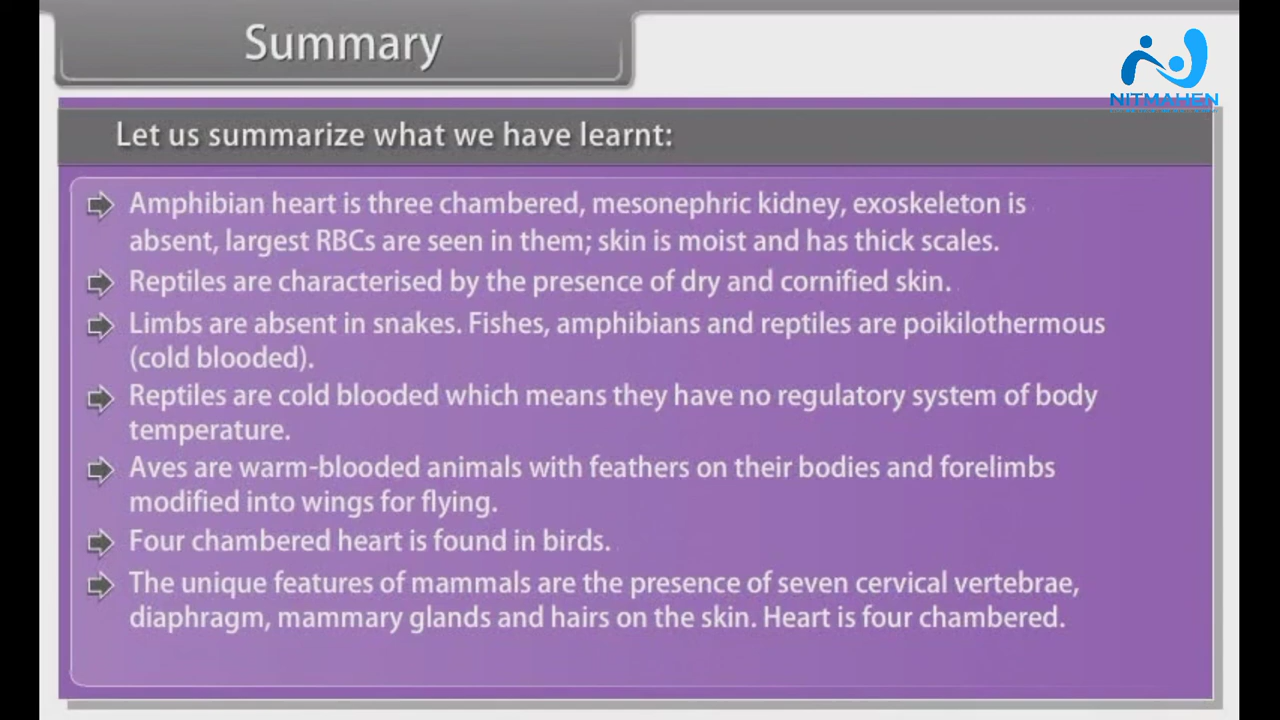 Summary
NITMAHEN
Let us summarize what we have learnt:
Amphibian heart is three chambered, mesonephric kidney, exoskeleton is
absent, largest RBCs are seen in them; skin is moist and has thick scales.
Reptiles are characterised by the presence of dry and cornified skin.
Limbs are absent in snakes. Fishes, amphibians and reptiles are poikilothermous
(cold blooded).
Reptiles are cold blooded which means they have no regulatory system of body
temperature.
Aves are warm-blooded animals with feathers on their bodies and forelimbs
modified into wings for flying.
Four chambered heart is found in birds.
The unique features of mammals are the presence of seven cervical vertebrae,
diaphragm, mammary glands and hairs on the skin. Heart is four chambered.